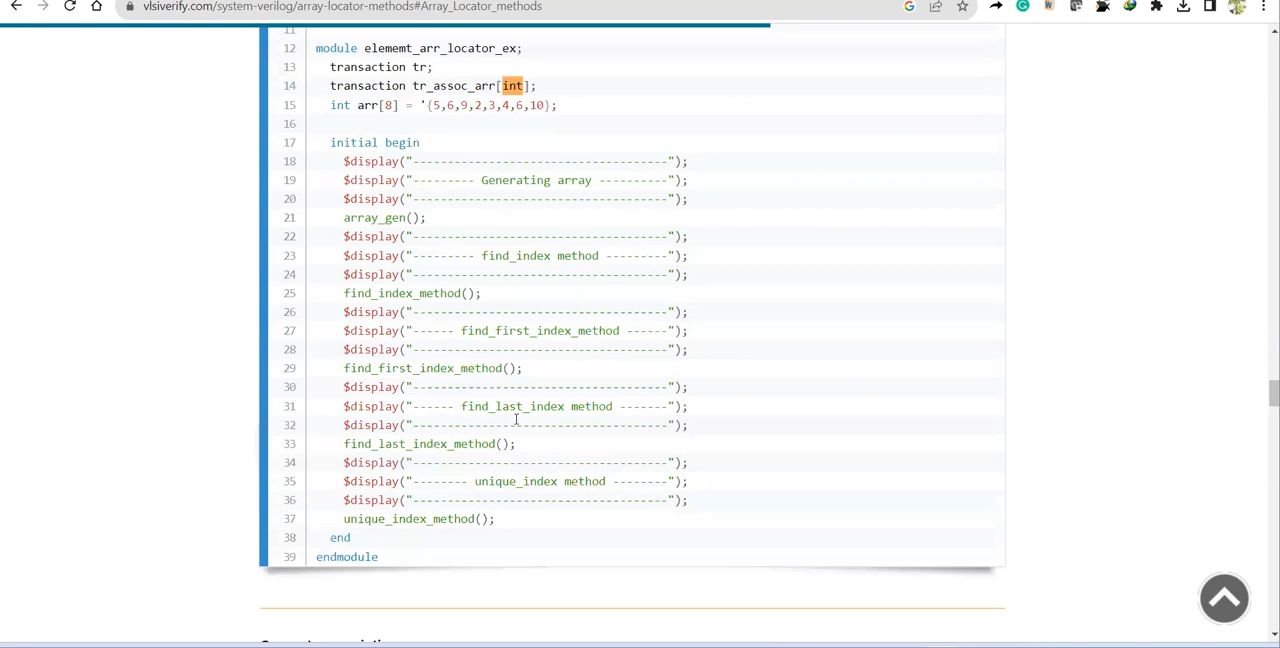 vlsiverify.com/system-verilog/array-locator-methods#Array_Locator_methods
11
12 module elememt_arr_locator_ex;
13 transaction tr;
14 transaction tr_assoc_arr[int];
15 int arr[8] = '{5,6,9,2,3,4,6,10};
16
17 initial begin
18 $display("-------------------------------------");
19 $display("--------- Generating array ----------");
20 $display("-------------------------------------");
21 array_gen();
22 $display("-------------------------------------");
23 $display("--------- find_index method ---------");
24 $display("-------------------------------------");
25 find_index_method();
26 $display("-------------------------------------");
27 $display("------ find_first_index_method ------");
28 $display("-------------------------------------");
29 find_first_index_method();
30 $display("-------------------------------------");
31 $display("------ find_last_index method -------");
32 $display("-------------------------------------");
33 find_last_index_method();
34 $display("-------------------------------------");
35 $display("-------- unique_index method --------");
36 $display("-------------------------------------");
37 unique_index_method();
38 end
39 endmodule